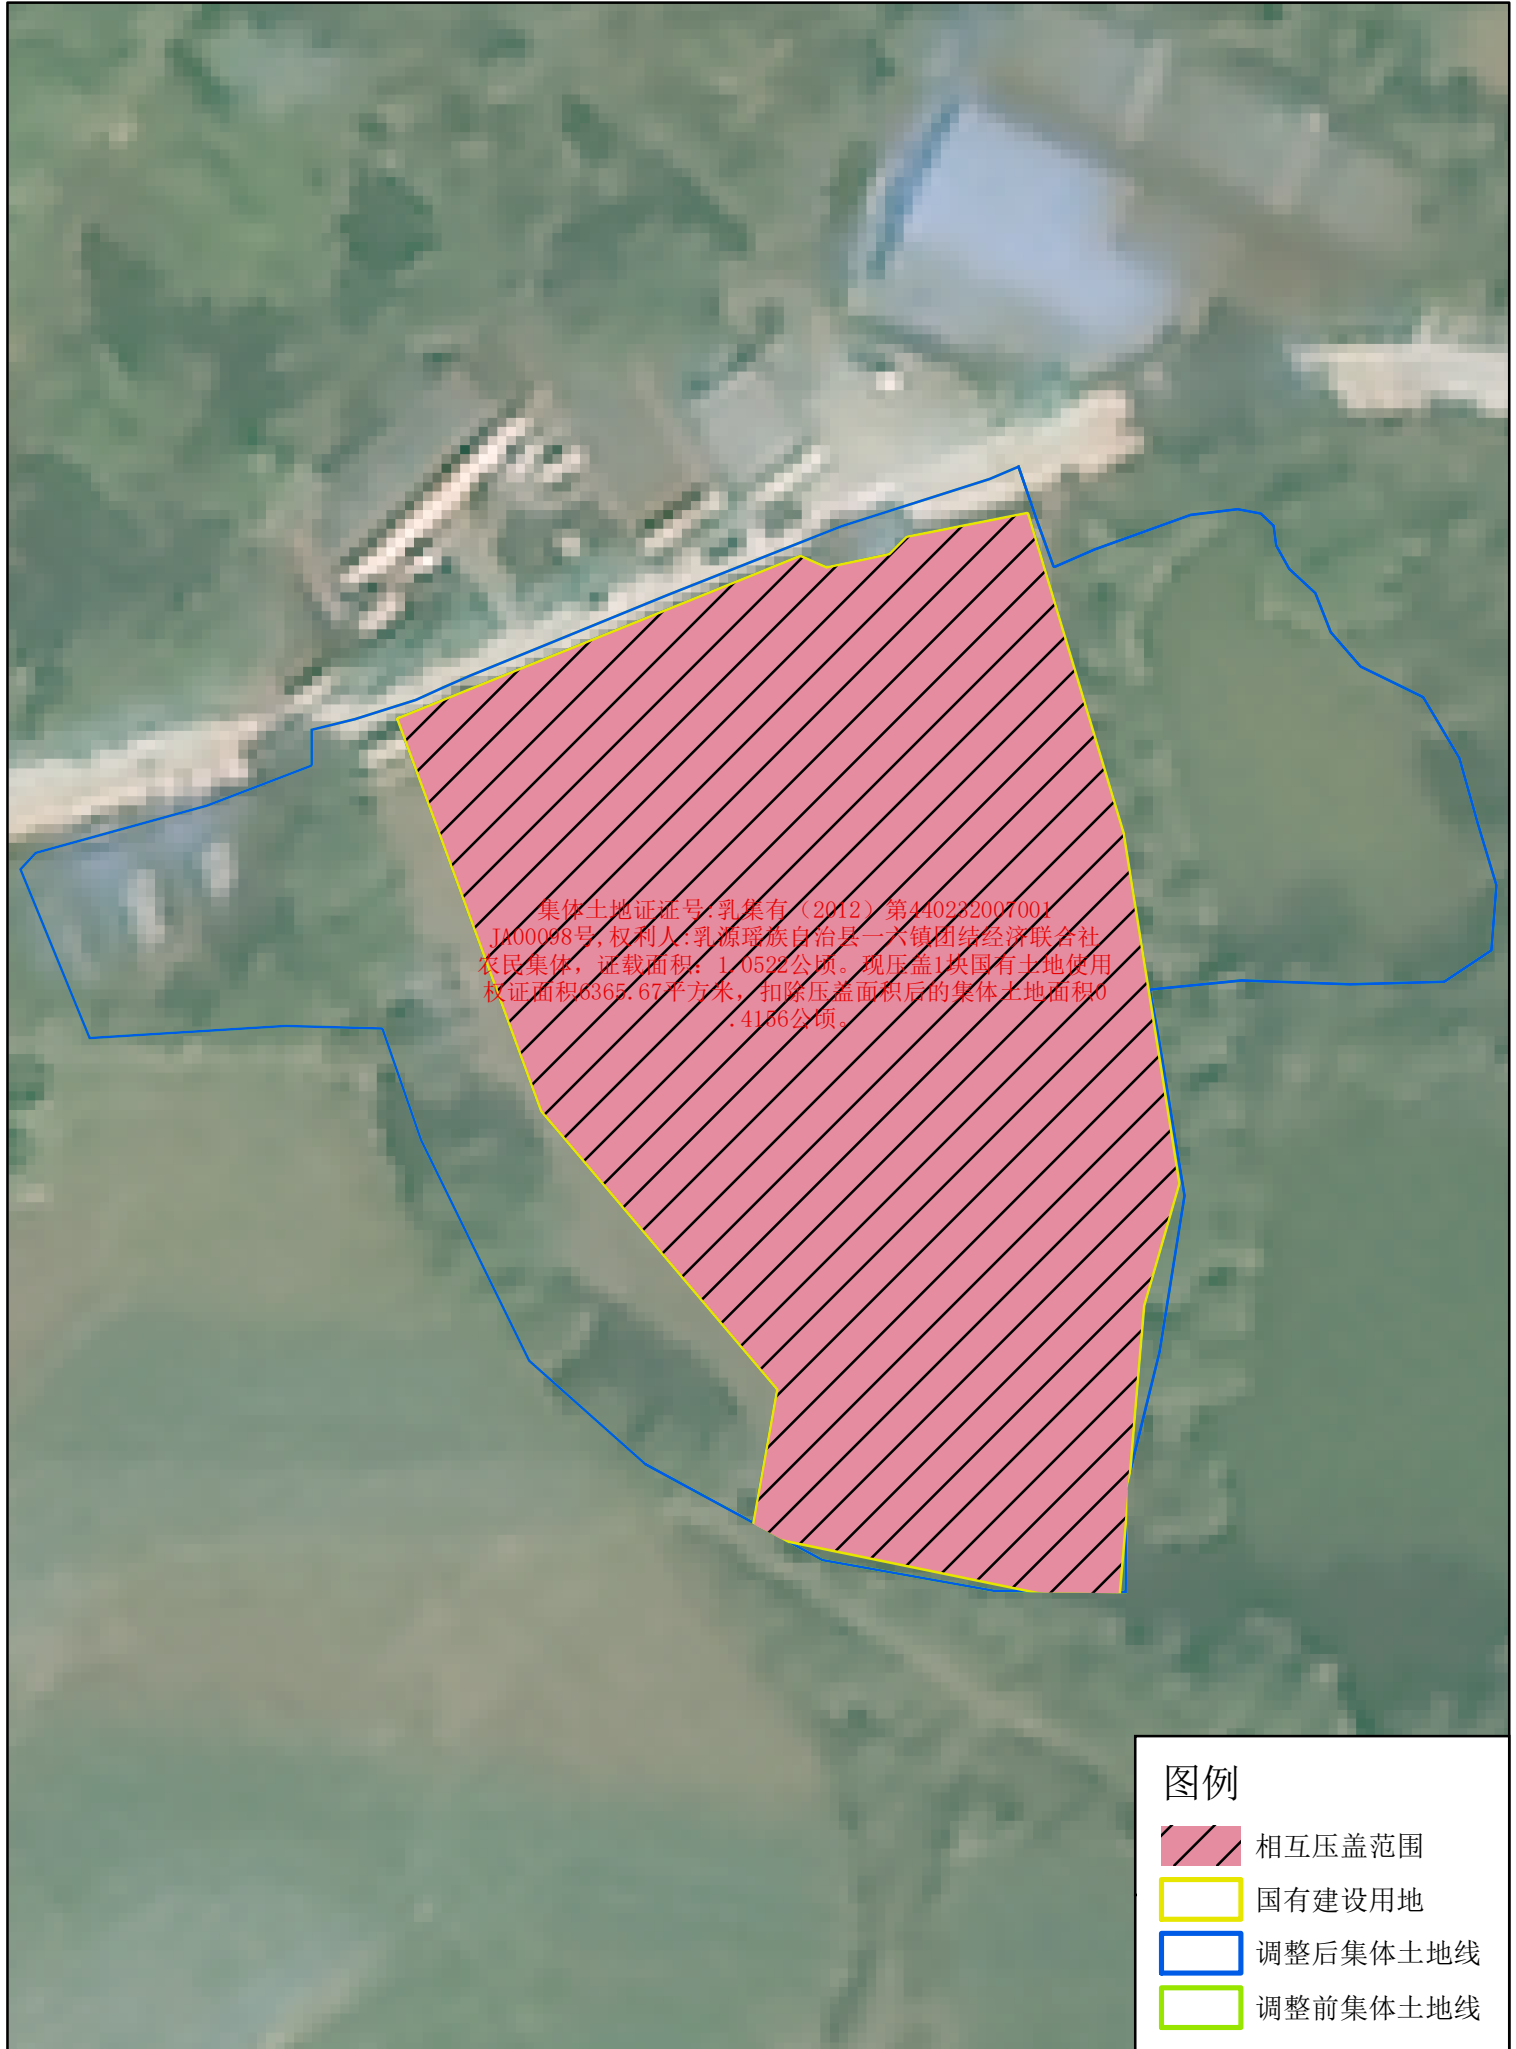 集体土地证证号:乳集有（2012）第440232007001
JA00098号,权利人:乳源瑶族自治县一六镇团结经济联合社
农民集体，证载面积：1.0522公顷。现压盖1块国有土地使用
权证面积6365.67平方米，扣除压盖面积后的集体土地面积0
.4156公顷。
图例
相互压盖范围
国有建设用地
调整后集体土地线
调整前集体土地线